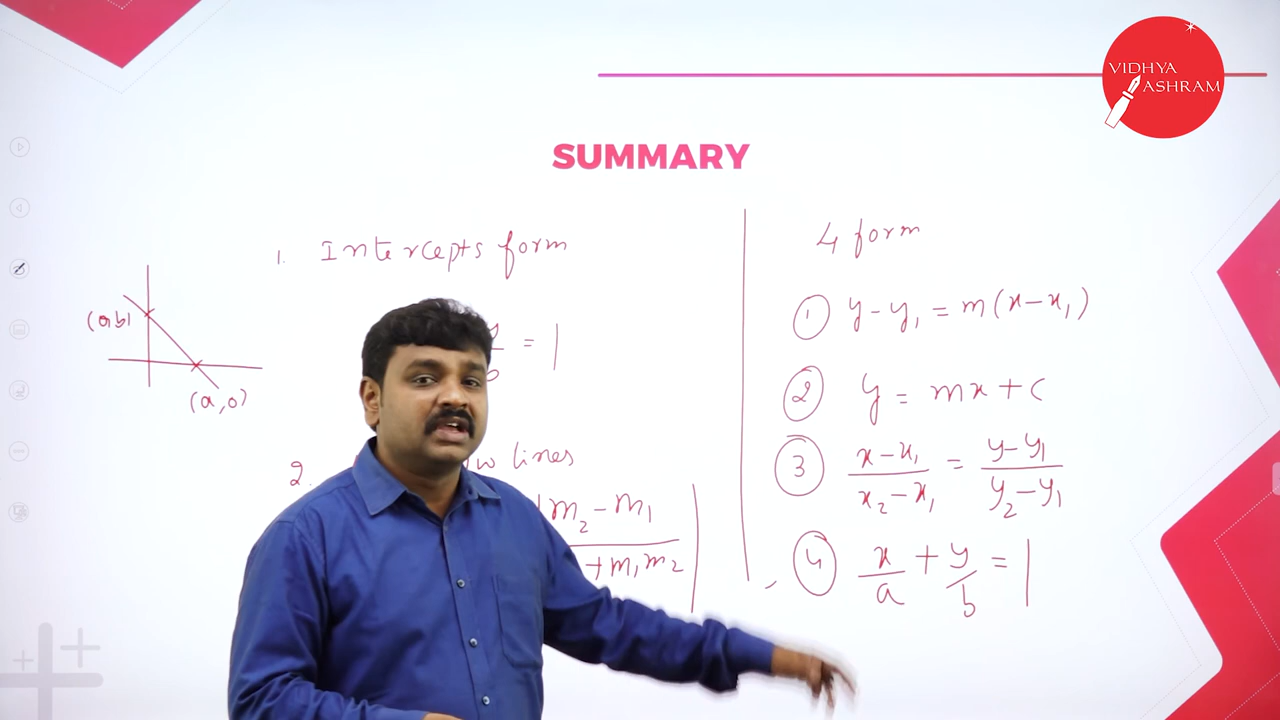 VIDHYA
ASHRAM
SUMMARY
1. Intercepts form
= 1
(a,0)
2. lines
m₂ - m₁
+ m₁m₂
4 form
① y - y₁ = m(x - x₁)
② y = mx + c
③ x - x₁ / x₂ - x₁ = y - y₁ / y₂ - y₁
④ x/a + y/b = 1